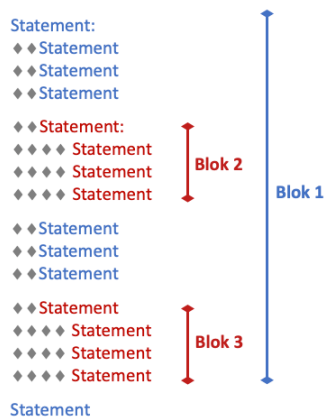 Statement:
♦♦Statement
♦♦Statement
♦♦Statement
♦♦Statement:
♦♦♦♦ Statement
♦♦♦♦ Statement
♦♦♦♦ Statement
Blok 2
Blok 1
♦♦Statement
♦♦Statement
♦♦Statement
♦♦Statement
♦♦♦♦ Statement
♦♦♦♦ Statement
♦♦♦♦ Statement
Blok 3
Statement